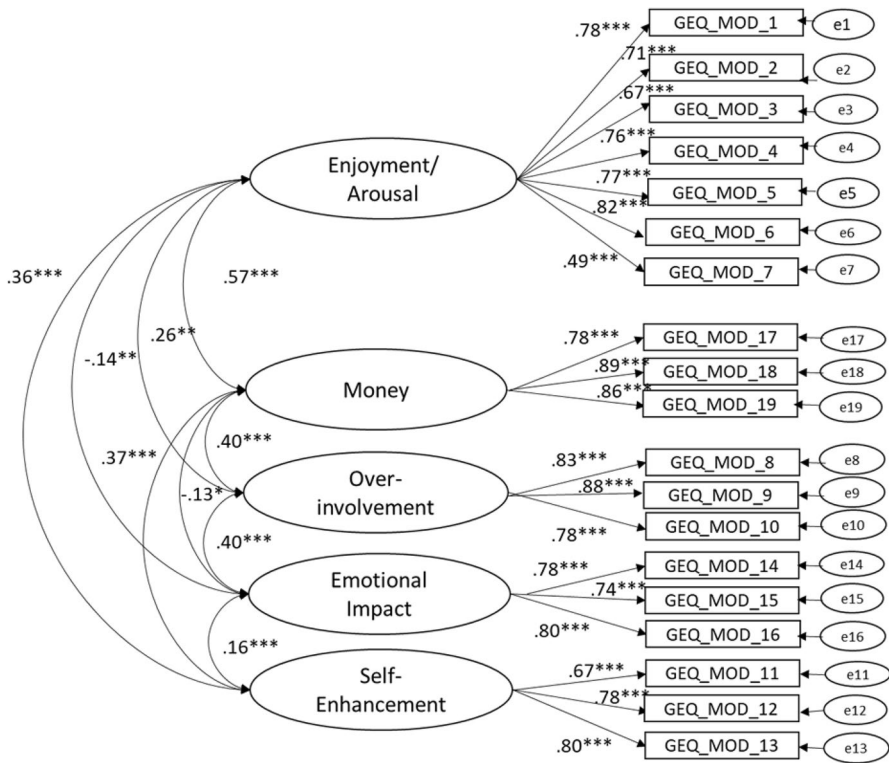 .78***
GEQ_MOD_1
e1
.71***
GEQ_MOD_2
e2
.67***
GEQ_MOD_3
e3
.76***
GEQ_MOD_4
e4
Enjoyment/
Arousal
.77***
GEQ_MOD_5
e5
.82***
GEQ_MOD_6
e6
.49***
GEQ_MOD_7
e7
.36***
.57***
.26**
-.14**
.78***
GEQ_MOD_17
e17
.89***
GEQ_MOD_18
e18
.86***
GEQ_MOD_19
e19
Money
.40***
.37***
-.13*
.83***
GEQ_MOD_8
e8
.88***
GEQ_MOD_9
e9
.78***
GEQ_MOD_10
e10
Over-
involvement
.40***
.78***
GEQ_MOD_14
e14
.74***
GEQ_MOD_15
e15
.80***
GEQ_MOD_16
e16
Emotional
Impact
.16***
.67***
GEQ_MOD_11
e11
.78***
GEQ_MOD_12
e12
.80***
GEQ_MOD_13
e13
Self-
Enhancement